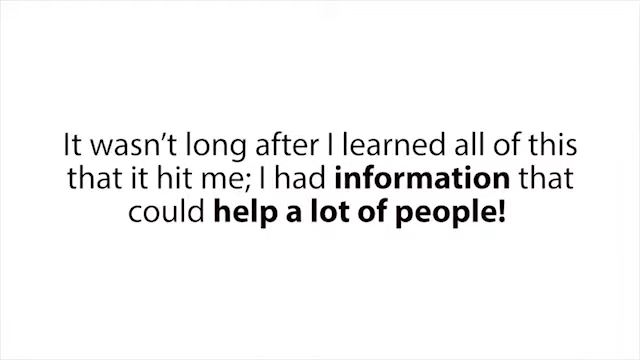 It wasn’t long after I learned all of this
that it hit me; I had information that
could help a lot of people!